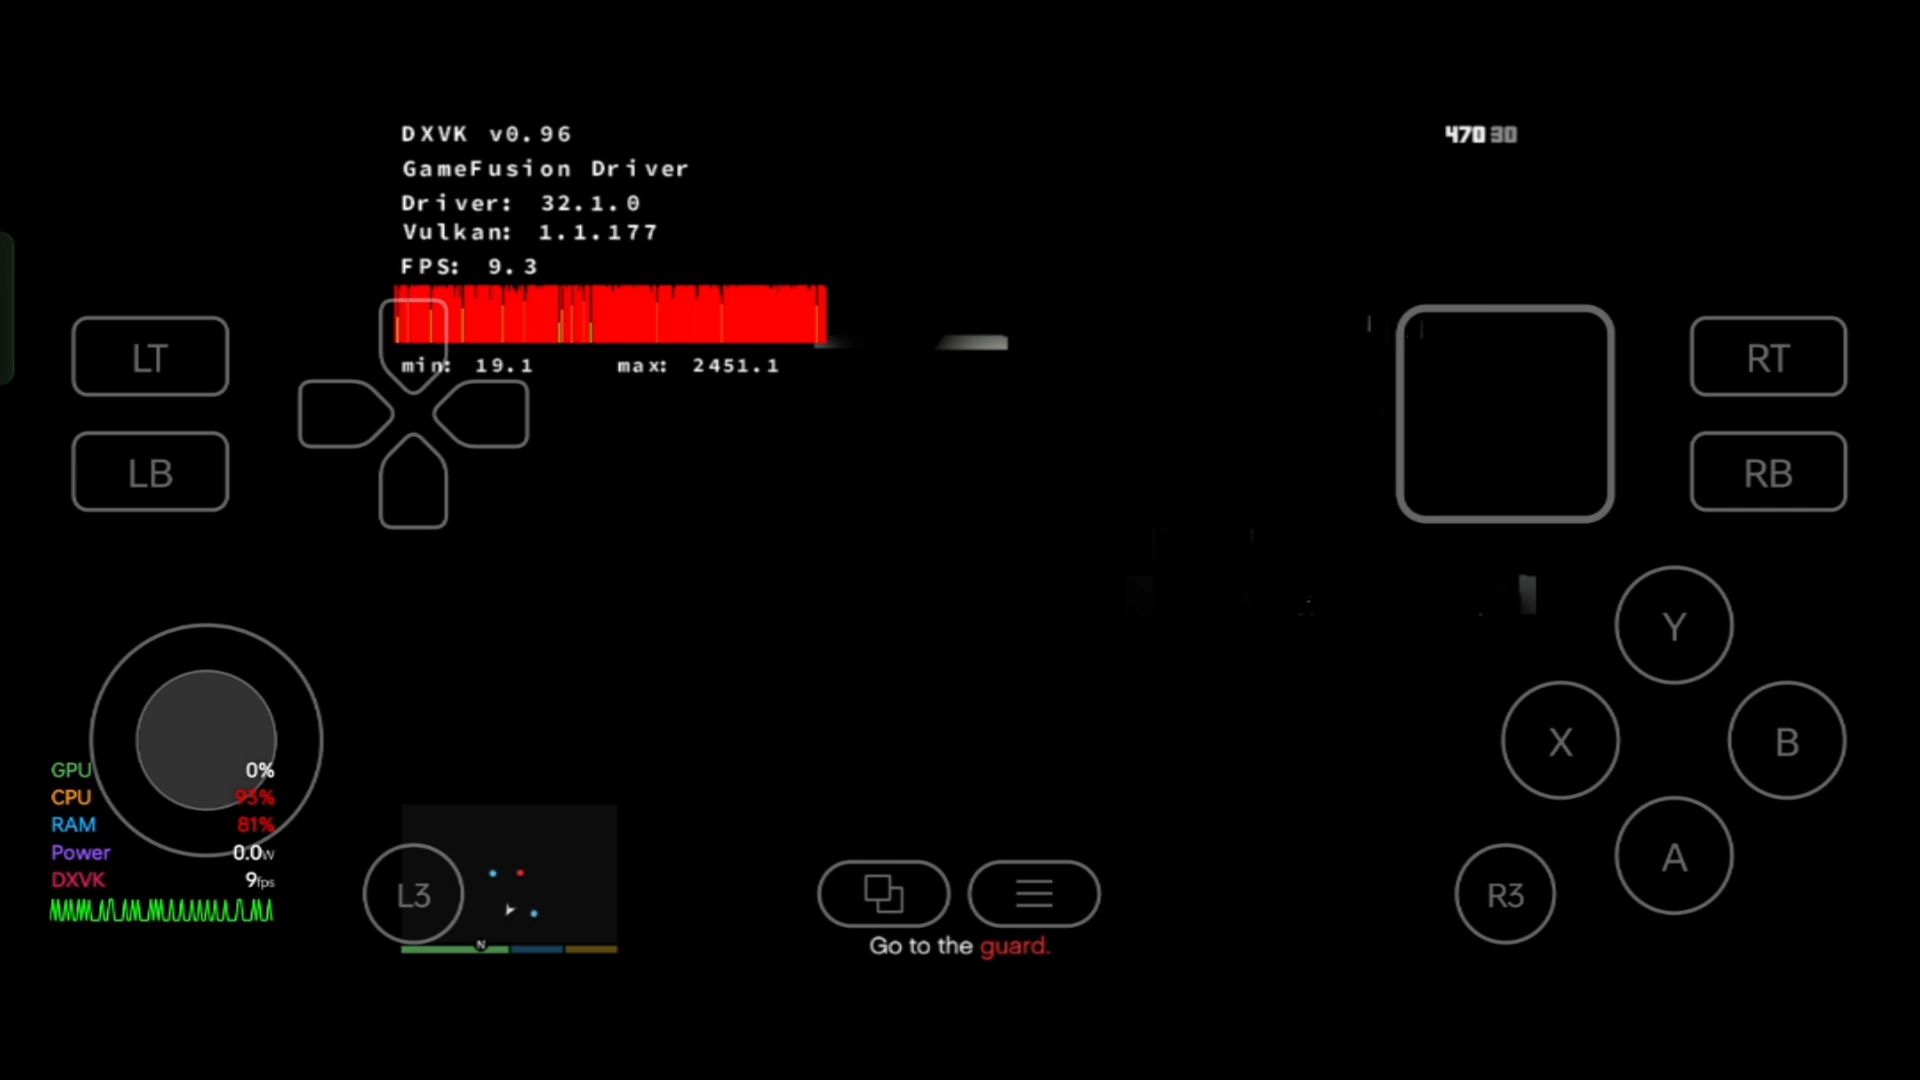 DXVK v0.96
GameFusion Driver
Driver: 32.1.0
Vulkan: 1.1.177
FPS: 9.3
min: 19.1 max: 2451.1
470 30
LT
RT
LB
RB
Y
X
B
A
GPU 0%
CPU 93%
RAM 81%
Power 0.0W
DXVK 9fps
L3
R3
N
Go to the guard.